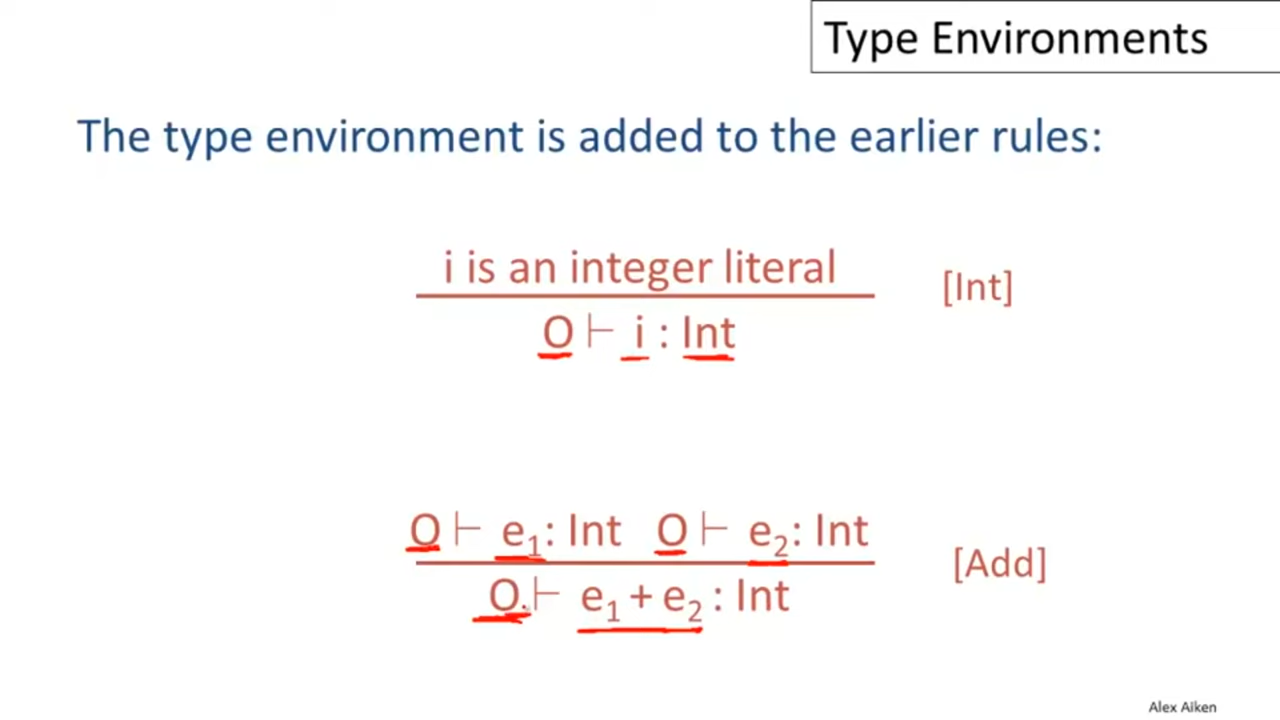 Type Environments
The type environment is added to the earlier rules:
i is an integer literal
[Int]
O ⊢ i : Int
O ⊢ e₁ : Int O ⊢ e₂ : Int
[Add]
O ⊢ e₁ + e₂ : Int
Alex Aiken